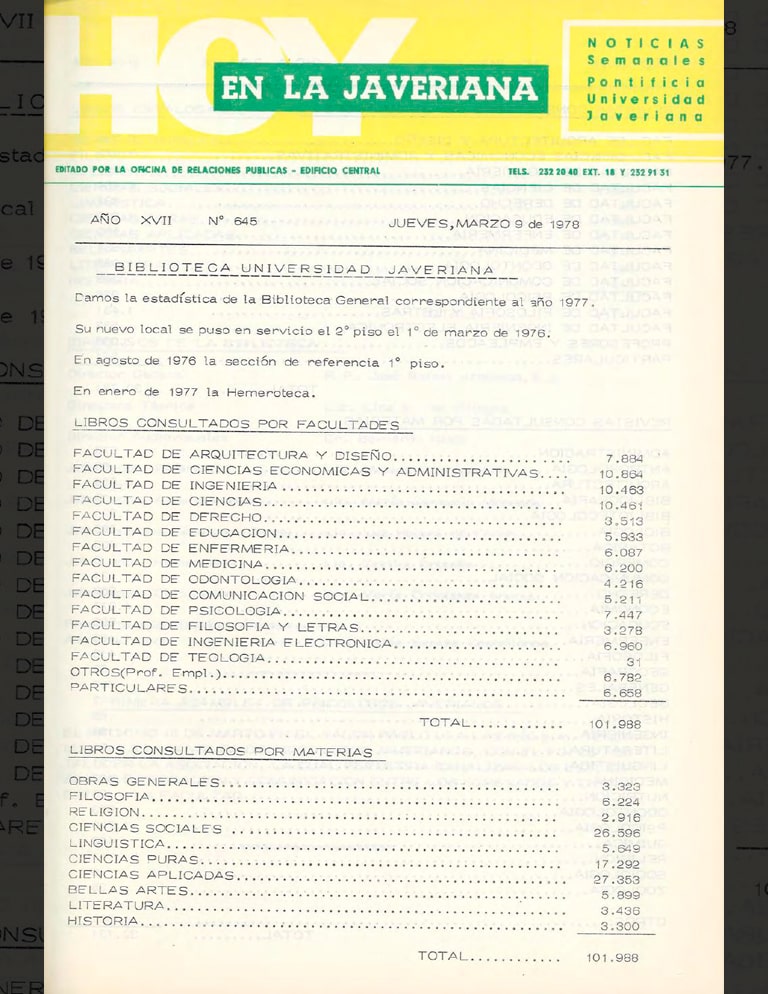 HOY
EN LA JAVERIANA
NOTICIAS
Semanales
Pontificia
Universidad
Javeriana
EDITADO POR LA OFICINA DE RELACIONES PUBLICAS - EDIFICIO CENTRAL TELS. 232 20 40 EXT. 18 Y 232 91 31
AÑO XVII N° 645 JUEVES, MARZO 9 de 1978
BIBLIOTECA UNIVERSIDAD JAVERIANA
Damos la estadística de la Biblioteca General correspondiente al año 1977.
Su nuevo local se puso en servicio el 2° piso el 1° de marzo de 1976.
En agosto de 1976 la sección de referencia 1° piso.
En enero de 1977 la Hemeroteca.
LIBROS CONSULTADOS POR FACULTADES
FACULTAD DE ARQUITECTURA Y DISEÑO.................... 7.884
FACULTAD DE CIENCIAS ECONOMICAS Y ADMINISTRATIVAS.... 10.864
FACULTAD DE INGENIERIA................................ 10.463
FACULTAD DE CIENCIAS.................................. 10.461
FACULTAD DE DERECHO................................... 3.513
FACULTAD DE EDUCACION................................. 5.933
FACULTAD DE ENFERMERIA................................ 6.087
FACULTAD DE MEDICINA.................................. 6.200
FACULTAD DE ODONTOLOGIA............................... 4.216
FACULTAD DE COMUNICACION SOCIAL....................... 5.211
FACULTAD DE PSICOLOGIA................................ 7.447
FACULTAD DE FILOSOFIA Y LETRAS........................ 3.278
FACULTAD DE INGENIERIA ELECTRONICA.................... 6.960
FACULTAD DE TEOLOGIA.................................. 31
OTROS(Prof. Empl.).................................... 6.782
PARTICULARES.......................................... 6.658
TOTAL........... 101.988
LIBROS CONSULTADOS POR MATERIAS
OBRAS GENERALES....................................... 3.323
FILOSOFIA............................................. 6.224
RELIGION.............................................. 2.916
CIENCIAS SOCIALES..................................... 26.596
LINGUISTICA........................................... 5.649
CIENCIAS PURAS........................................ 17.292
CIENCIAS APLICADAS.................................... 27.353
BELLAS ARTES.......................................... 5.899
LITERATURA............................................ 3.436
HISTORIA.............................................. 3.300
TOTAL........... 101.988